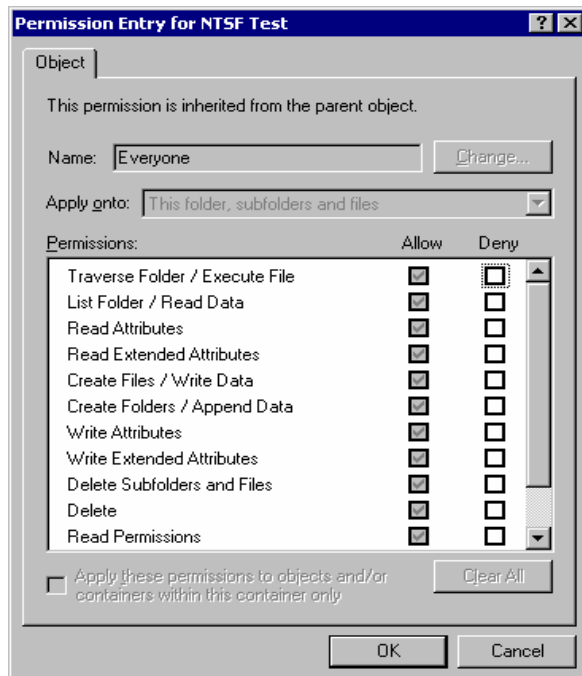 Permission Entry for NTSF Test
Object
This permission is inherited from the parent object.
Name: Everyone Change...
Apply onto: This folder, subfolders and files
Permissions: Allow Deny
Traverse Folder / Execute File
List Folder / Read Data
Read Attributes
Read Extended Attributes
Create Files / Write Data
Create Folders / Append Data
Write Attributes
Write Extended Attributes
Delete Subfolders and Files
Delete
Read Permissions
Apply these permissions to objects and/or
containers within this container only
Clear All
OK Cancel